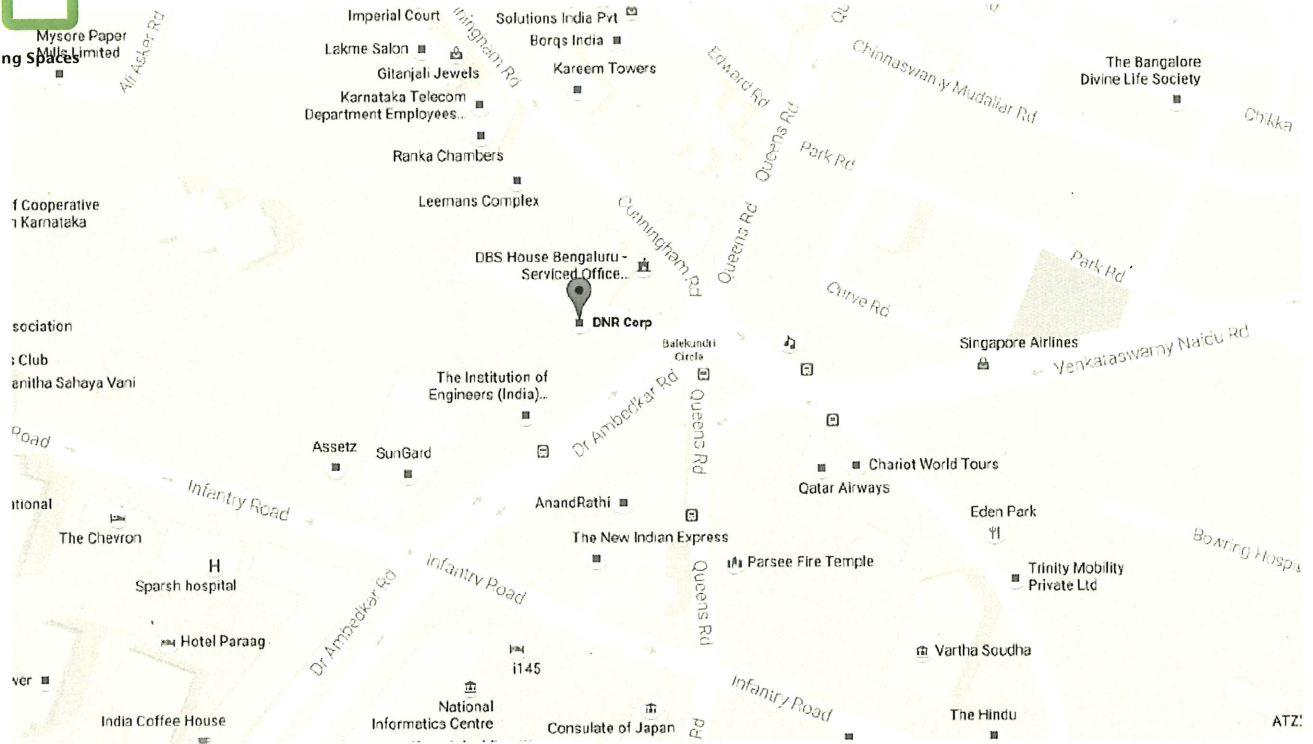 Imperial Court
Solutions India Pvt
Mysore Paper
Mills Limited
ng Spaces
Ali Asker Rd
Lakme Salon
Borqs India
Gitanjali Jewels
Kareem Towers
Edward Rd
Chinnaswamy Mudaliar Rd
The Bangalore
Divine Life Society
Karnataka Telecom
Department Employees...
Chikka
Queens Rd
Park Rd
Ranka Chambers
Leemans Complex
f Cooperative
n Karnataka
Cunningham Rd
Queens Rd
DBS House Bengaluru -
Serviced Office...
Park Rd
Curve Rd
DNR Corp
sociation
Balekundri
Circle
Singapore Airlines
Venkataswamy Naidu Rd
s Club
anitha Sahaya Vani
The Institution of
Engineers (India)...
Dr Ambedkar Rd
Queens Rd
Road
Assetz
SunGard
Chariot World Tours
Qatar Airways
Infantry Road
AnandRathi
Eden Park
The Chevron
The New Indian Express
Bowring Hospi
Sparsh hospital
Infantry Road
Parsee Fire Temple
Trinity Mobility
Private Ltd
Dr Ambedkar Rd
Queens Rd
Hotel Paraag
Vartha Soudha
i145
wer
National
Informatics Centre
Infantry Road
India Coffee House
Consulate of Japan
Rd
The Hindu
ATZ